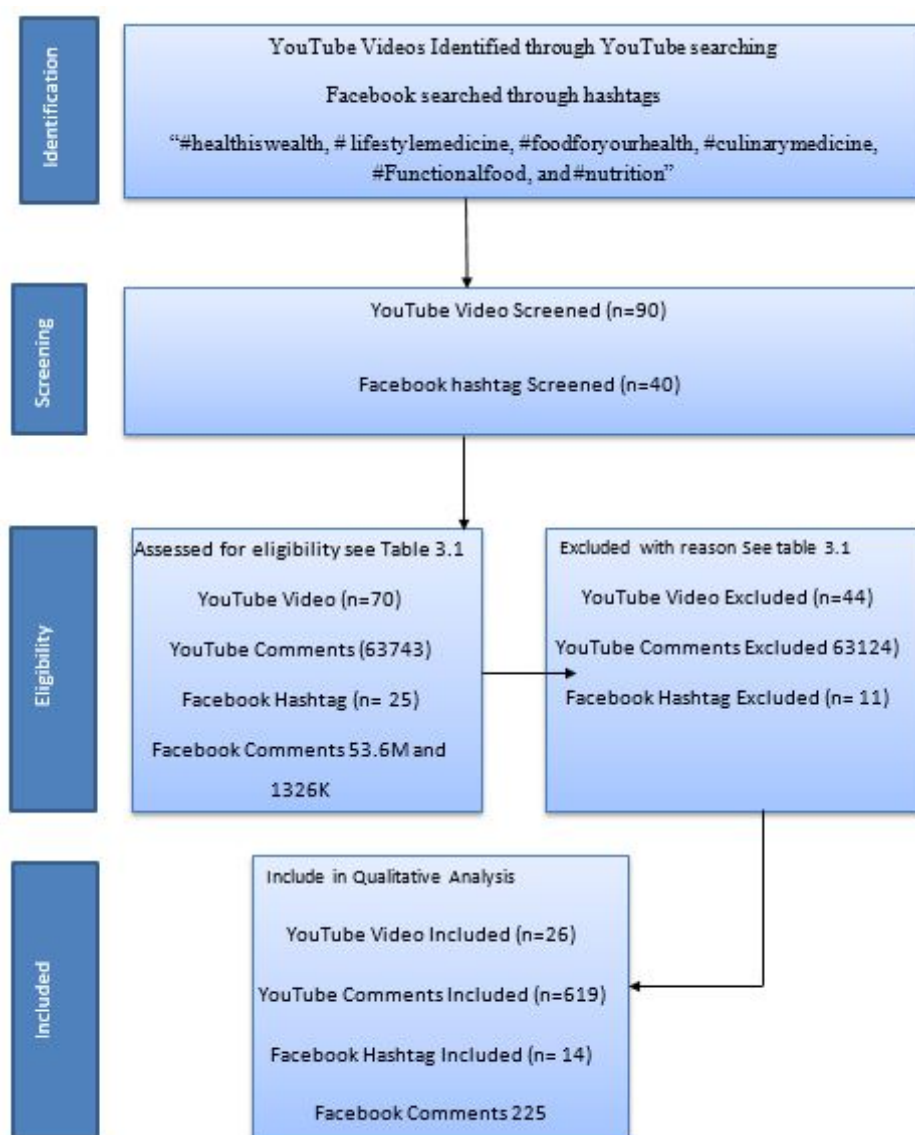 Identification
YouTube Videos Identified through YouTube searching
Facebook searched through hashtags
“#healthiswealth, # lifestylemedicine, #foodforyourhealth, #culinarymedicine,
#Functionalfood, and #nutrition”
Screening
YouTube Video Screened (n=90)
Facebook hashtag Screened (n=40)
Eligibility
Assessed for eligibility see Table 3.1
YouTube Video (n=70)
YouTube Comments (63743)
Facebook Hashtag (n= 25)
Facebook Comments 53.6M and
1326K
Excluded with reason See table 3.1
YouTube Video Excluded (n=44)
YouTube Comments Excluded 63124)
Facebook Hashtag Excluded (n= 11)
Included
Include in Qualitative Analysis
YouTube Video Included (n=26)
YouTube Comments Included (n=619)
Facebook Hashtag Included (n= 14)
Facebook Comments 225